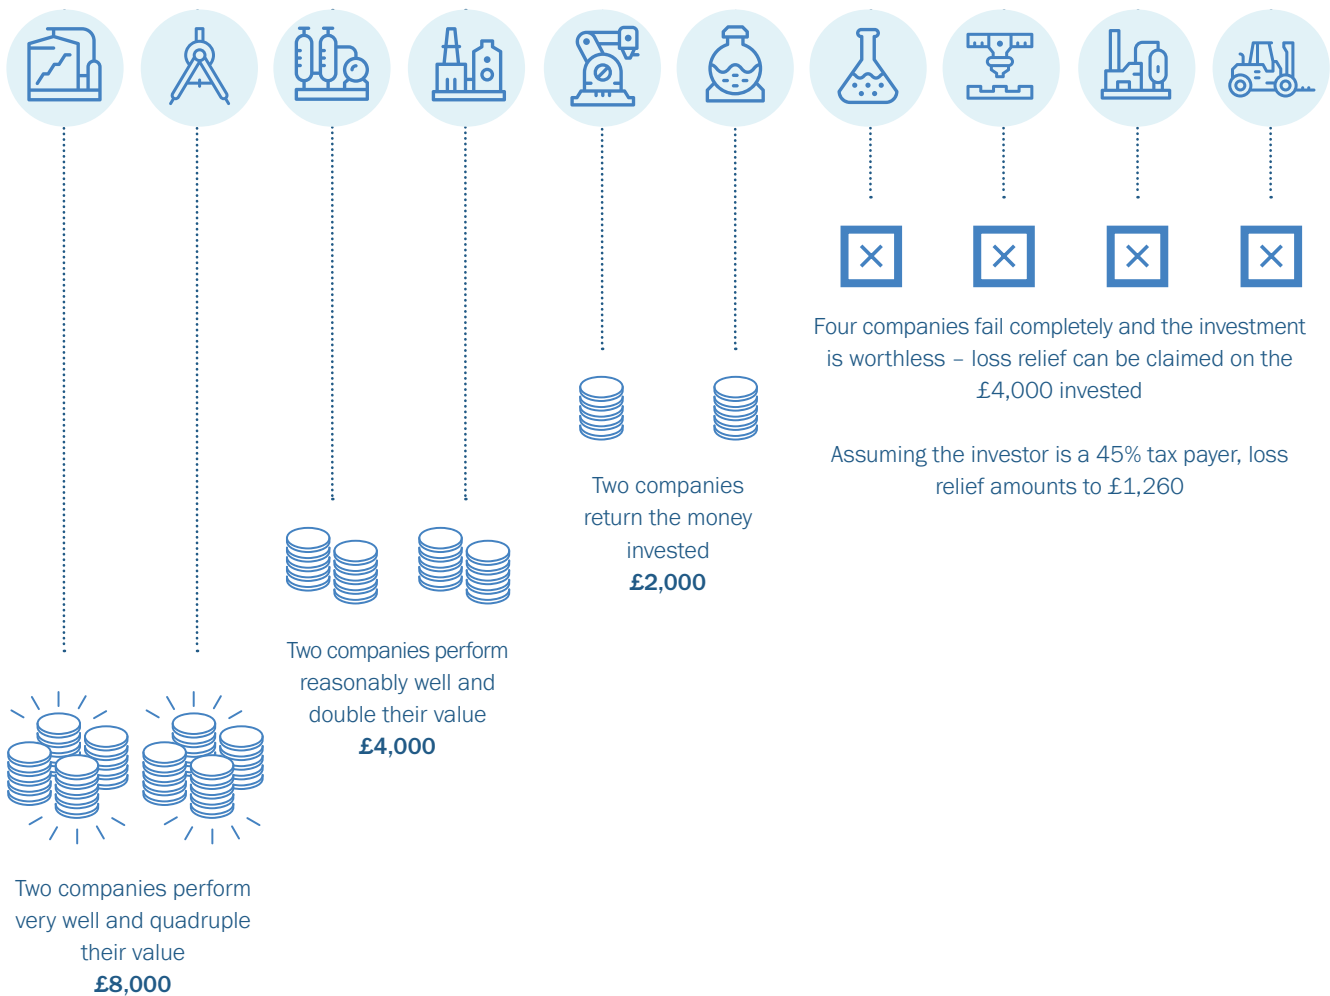 Two companies perform
very well and quadruple
their value
£8,000
Two companies perform
reasonably well and
double their value
£4,000
Two companies
return the money
invested
£2,000
Four companies fail completely and the investment
is worthless – loss relief can be claimed on the
£4,000 invested
Assuming the investor is a 45% tax payer, loss
relief amounts to £1,260